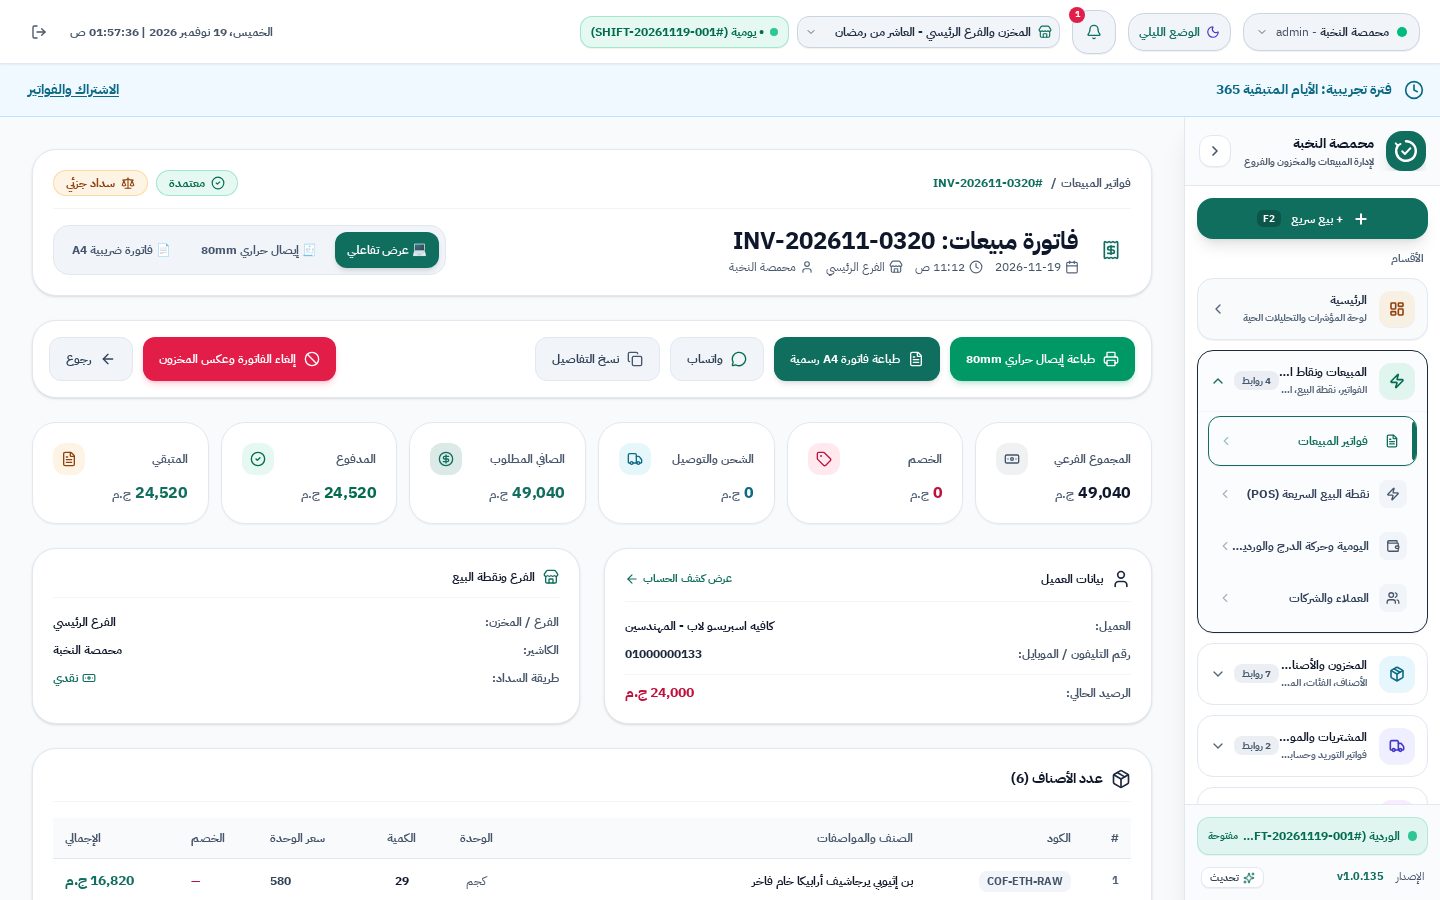 محمصة النخبة - admin
الوضع الليلي
1
المخزن والفرع الرئيسي - العاشر من رمضان
• يومية (#SHIFT-20261119-001)
الخميس، 19 نوفمبر 2026 | 01:57:36 ص
فترة تجريبية: الأيام المتبقية 365
الاشتراك والفواتير
محمصة النخبة
لإدارة المبيعات والمخزون والفروع
+ بيع سريع F2
الأقسام
الرئيسية
لوحة المؤشرات والتحليلات الحية
المبيعات ونقاط ا...
4 روابط
الفواتير، نقطة البيع، ا...
فواتير المبيعات
نقطة البيع السريعة (POS)
اليومية وحركة الدرج والورديـ...
العملاء والشركات
المخزون والأصنا...
7 روابط
الأصناف، الفئات، المـ...
المشتريات والمو...
2 روابط
فواتير التوريد وحسابـ...
الوردية (#FT-20261119-001... مفتوحة
الإصدار v1.0.135 تحديث
فواتير المبيعات / #INV-202611-0320
معتمدة
سداد جزئي
فاتورة مبيعات: INV-202611-0320
2026-11-19 11:12 ص الفرع الرئيسي محمصة النخبة
عرض تفاعلي
إيصال حراري 80mm
فاتورة ضريبية A4
طباعة إيصال حراري 80mm
طباعة فاتورة A4 رسمية
واتساب
نسخ التفاصيل
إلغاء الفاتورة وعكس المخزون
رجوع
المجموع الفرعي
49,040 ج.م
الخصم
0 ج.م
الشحن والتوصيل
0 ج.م
الصافي المطلوب
49,040 ج.م
المدفوع
24,520 ج.م
المتبقي
24,520 ج.م
بيانات العميل
عرض كشف الحساب
العميل: كافيه اسبريسو لاب - المهندسين
رقم التليفون / الموبايل: 01000000133
الرصيد الحالي: 24,000 ج.م
الفرع ونقطة البيع
الفرع / المخزن: الفرع الرئيسي
الكاشير: محمصة النخبة
طريقة السداد: نقدي
عدد الأصناف (6)
# الكود الصنف والمواصفات الوحدة الكمية سعر الوحدة الخصم الإجمالي
1 COF-ETH-RAW بن إثيوبي يرجاشيف أرابيكا خام فاخر كجم 29 580 — 16,820 ج.م